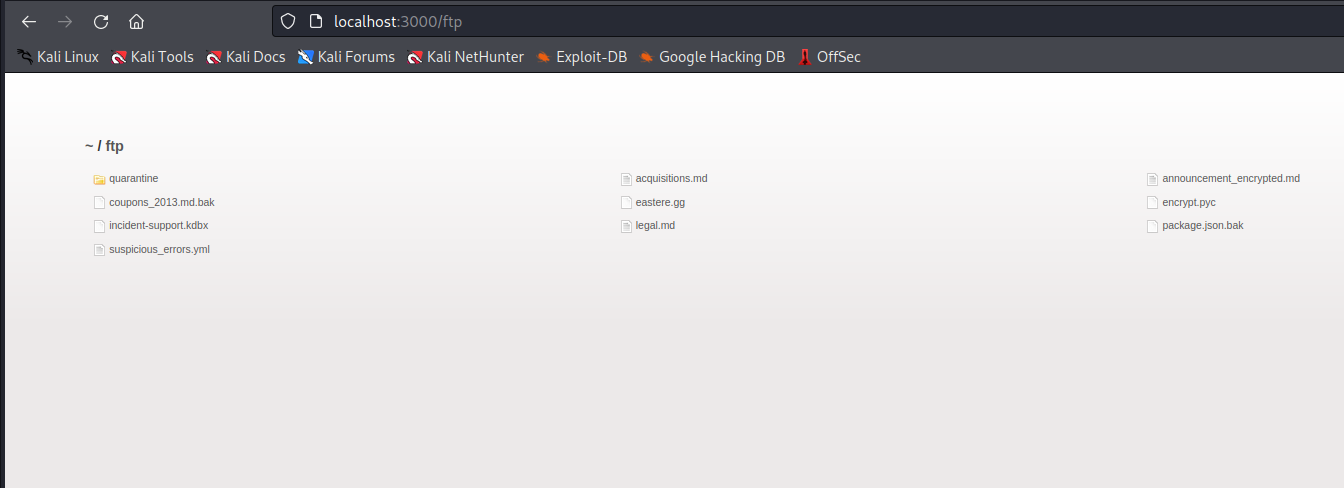 localhost:3000/ftp
Kali Linux Kali Tools Kali Docs Kali Forums Kali NetHunter Exploit-DB Google Hacking DB OffSec
~ / ftp
quarantine acquisitions.md announcement_encrypted.md
coupons_2013.md.bak eastere.gg encrypt.pyc
incident-support.kdbx legal.md package.json.bak
suspicious_errors.yml